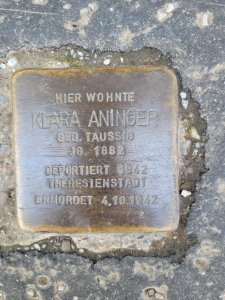 HIER WOHNTE
KLARA ANINGER
GEB. TAUSSIG
JG. 1882
DEPORTIERT 1942
THERESIENSTADT
ERMORDET 4.10.1942